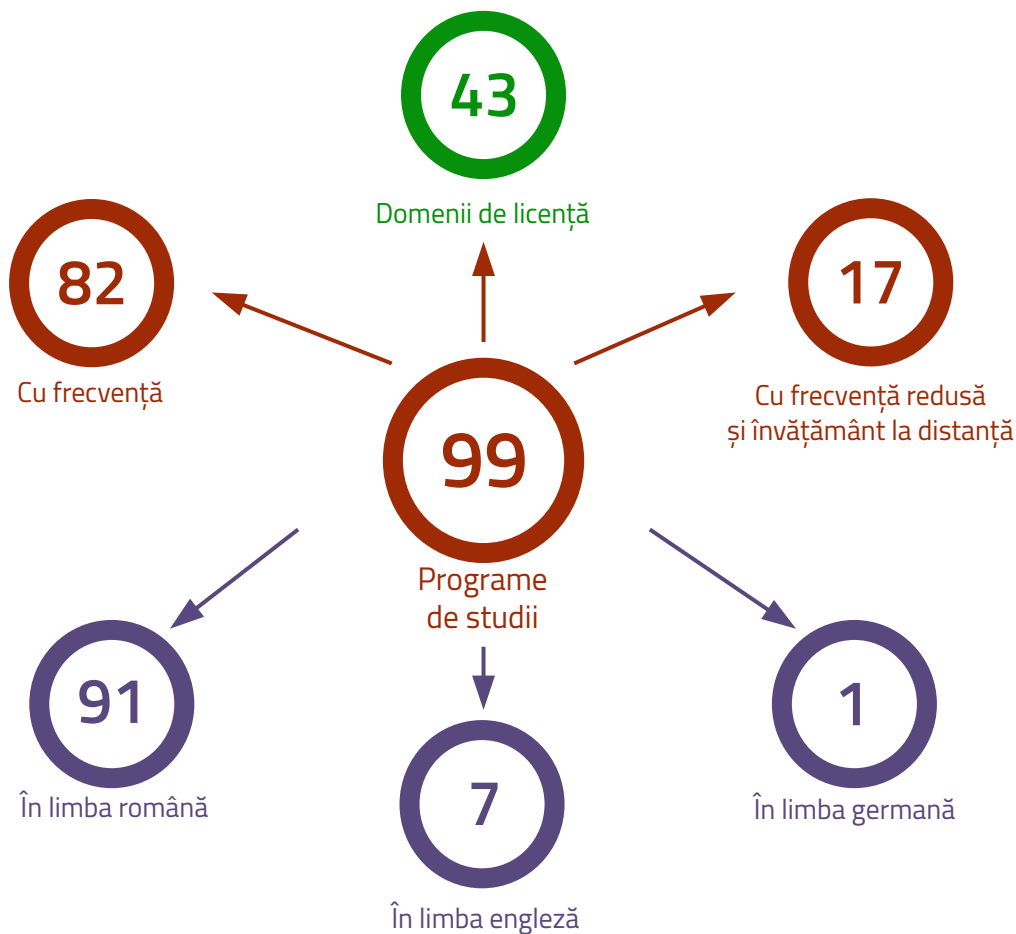 43
Domenii de licență
82
Cu frecvență
17
Cu frecvență redusă
și învățământ la distanță
99
Programe
de studii
91
În limba română
7
În limba engleză
1
În limba germană